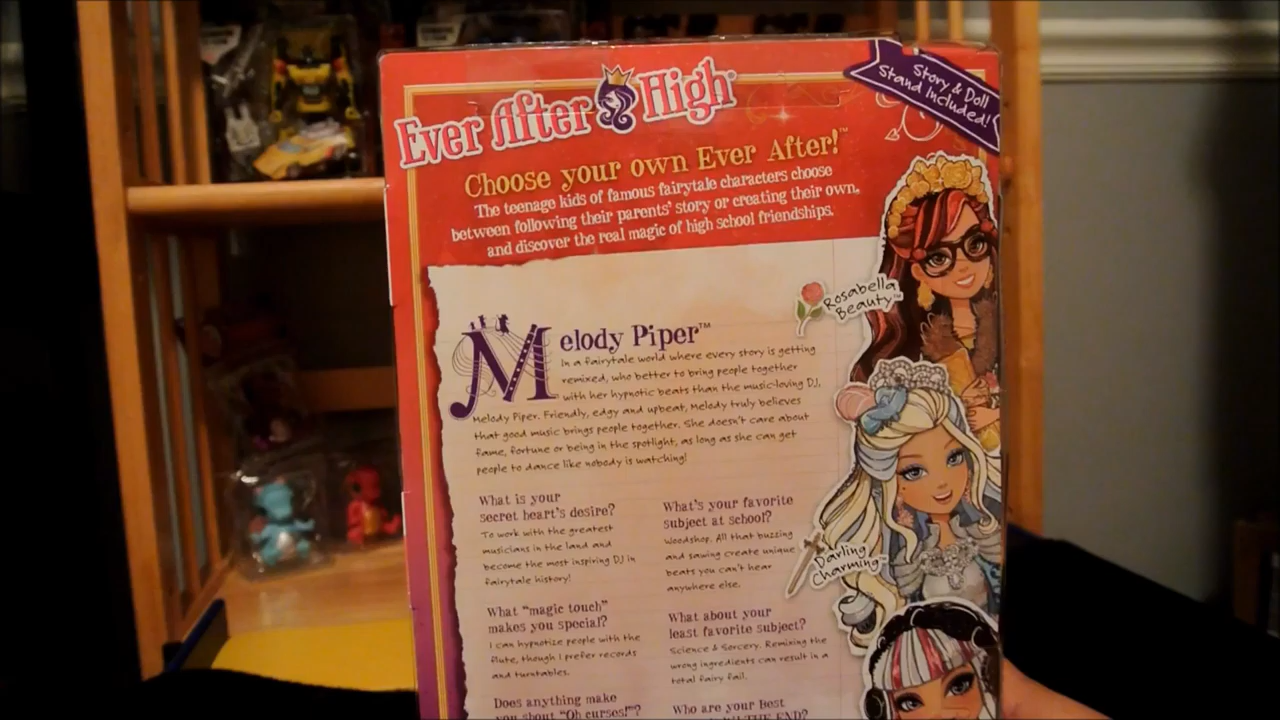 Ever After High
Story & Doll
Stand Included!
Choose your own Ever After!™
The teenage kids of famous fairytale characters choose
between following their parents' story or creating their own,
and discover the real magic of high school friendships.
Rosabella
Beauty™
Melody Piper™
In a fairytale world where every story is getting
remixed, who better to bring people together
with her hypnotic beats than the music-loving DJ,
Melody Piper. Friendly, edgy and upbeat, Melody truly believes
that good music brings people together. She doesn't care about
fame, fortune or being in the spotlight, as long as she can get
people to dance like nobody is watching!
What is your
secret heart's desire?
To work with the greatest
musicians in the land and
become the most inspiring DJ in
fairytale history!
What "magic touch"
makes you special?
I can hypnotize people with the
flute, though I prefer records
and turntables.
Does anything make
you shout "Oh curses!"?
What's your favorite
subject at school?
Woodshop. All that buzzing
and sawing create unique
beats you can't hear
anywhere else.
What about your
least favorite subject?
Science & Sorcery. Remixing the
wrong ingredients can result in a
total fairy fail.
Who are your Best
THE END?
Darling
Charming™